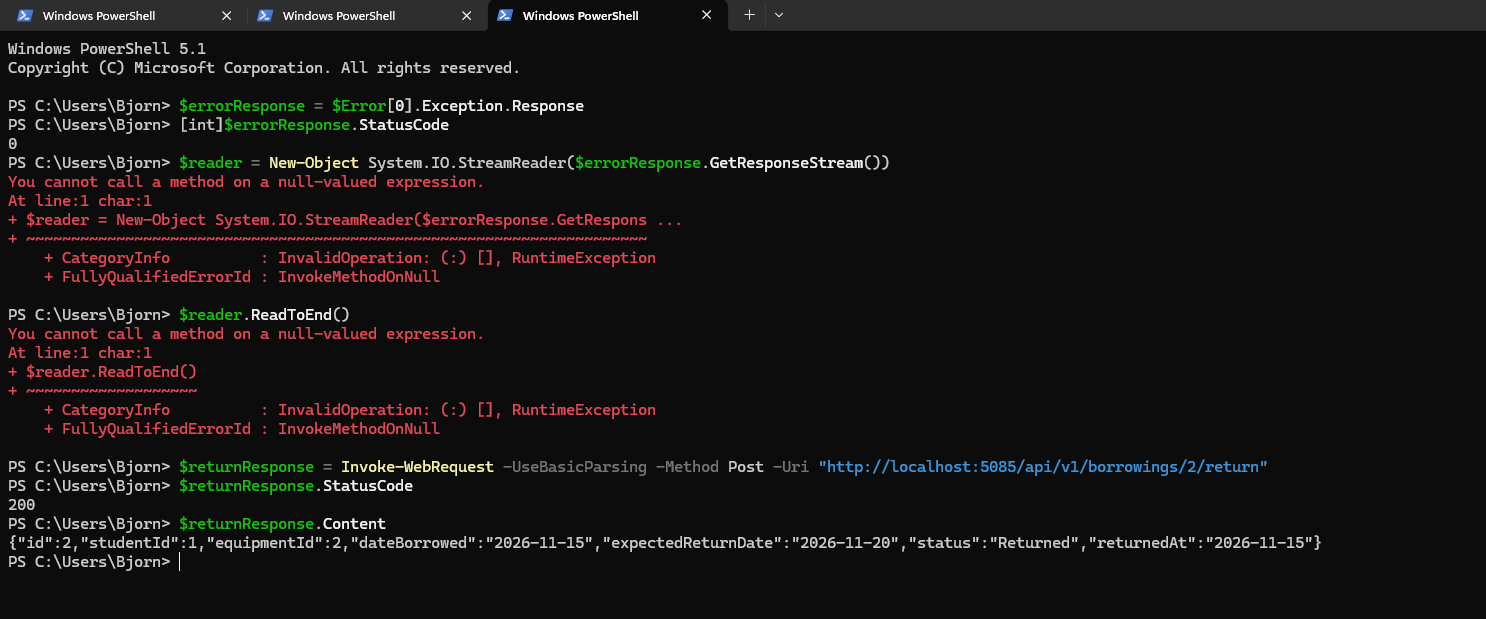 Windows PowerShell
Windows PowerShell
Windows PowerShell
Windows PowerShell 5.1
Copyright (C) Microsoft Corporation. All rights reserved.
PS C:\Users\Bjorn> $errorResponse = $Error[0].Exception.Response
PS C:\Users\Bjorn> [int]$errorResponse.StatusCode
0
PS C:\Users\Bjorn> $reader = New-Object System.IO.StreamReader($errorResponse.GetResponseStream())
You cannot call a method on a null-valued expression.
At line:1 char:1
+ $reader = New-Object System.IO.StreamReader($errorResponse.GetRespons ...
+ ~~~~~~~~~~~~~~~~~~~~~~~~~~~~~~~~~~~~~~~~~~~~~~~~~~~~~~~~~~~~~~~~~~~~~
    + CategoryInfo          : InvalidOperation: (:) [], RuntimeException
    + FullyQualifiedErrorId : InvokeMethodOnNull
PS C:\Users\Bjorn> $reader.ReadToEnd()
You cannot call a method on a null-valued expression.
At line:1 char:1
+ $reader.ReadToEnd()
+ ~~~~~~~~~~~~~~~~~~~
    + CategoryInfo          : InvalidOperation: (:) [], RuntimeException
    + FullyQualifiedErrorId : InvokeMethodOnNull
PS C:\Users\Bjorn> $returnResponse = Invoke-WebRequest -UseBasicParsing -Method Post -Uri "http://localhost:5085/api/v1/borrowings/2/return"
PS C:\Users\Bjorn> $returnResponse.StatusCode
200
PS C:\Users\Bjorn> $returnResponse.Content
{"id":2,"studentId":1,"equipmentId":2,"dateBorrowed":"2026-11-15","expectedReturnDate":"2026-11-20","status":"Returned","returnedAt":"2026-11-15"}
PS C:\Users\Bjorn>